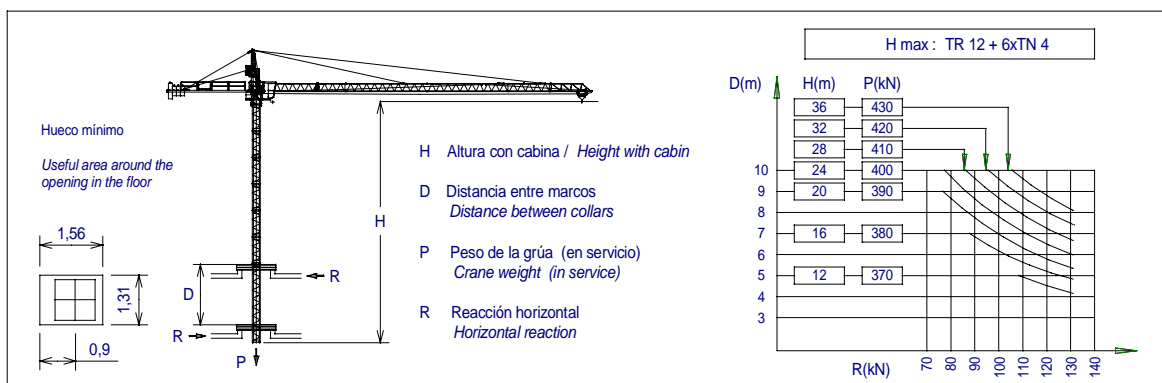 Hueco mínimo
Useful area around the
opening in the floor
1,56
1,31
0,9
D
R
R
P
H
H Altura con cabina / Height with cabin
D Distancia entre marcos
Distance between collars
P Peso de la grúa (en servicio)
Crane weight (in service)
R Reacción horizontal
Horizontal reaction
H max : TR 12 + 6xTN 4
D(m) H(m) P(kN)
36 430
32 420
28 410
10 24 400
9 20 390
8
7 16 380
6
5 12 370
4
3
R(kN) 70 80 90 100 110 120 130 140